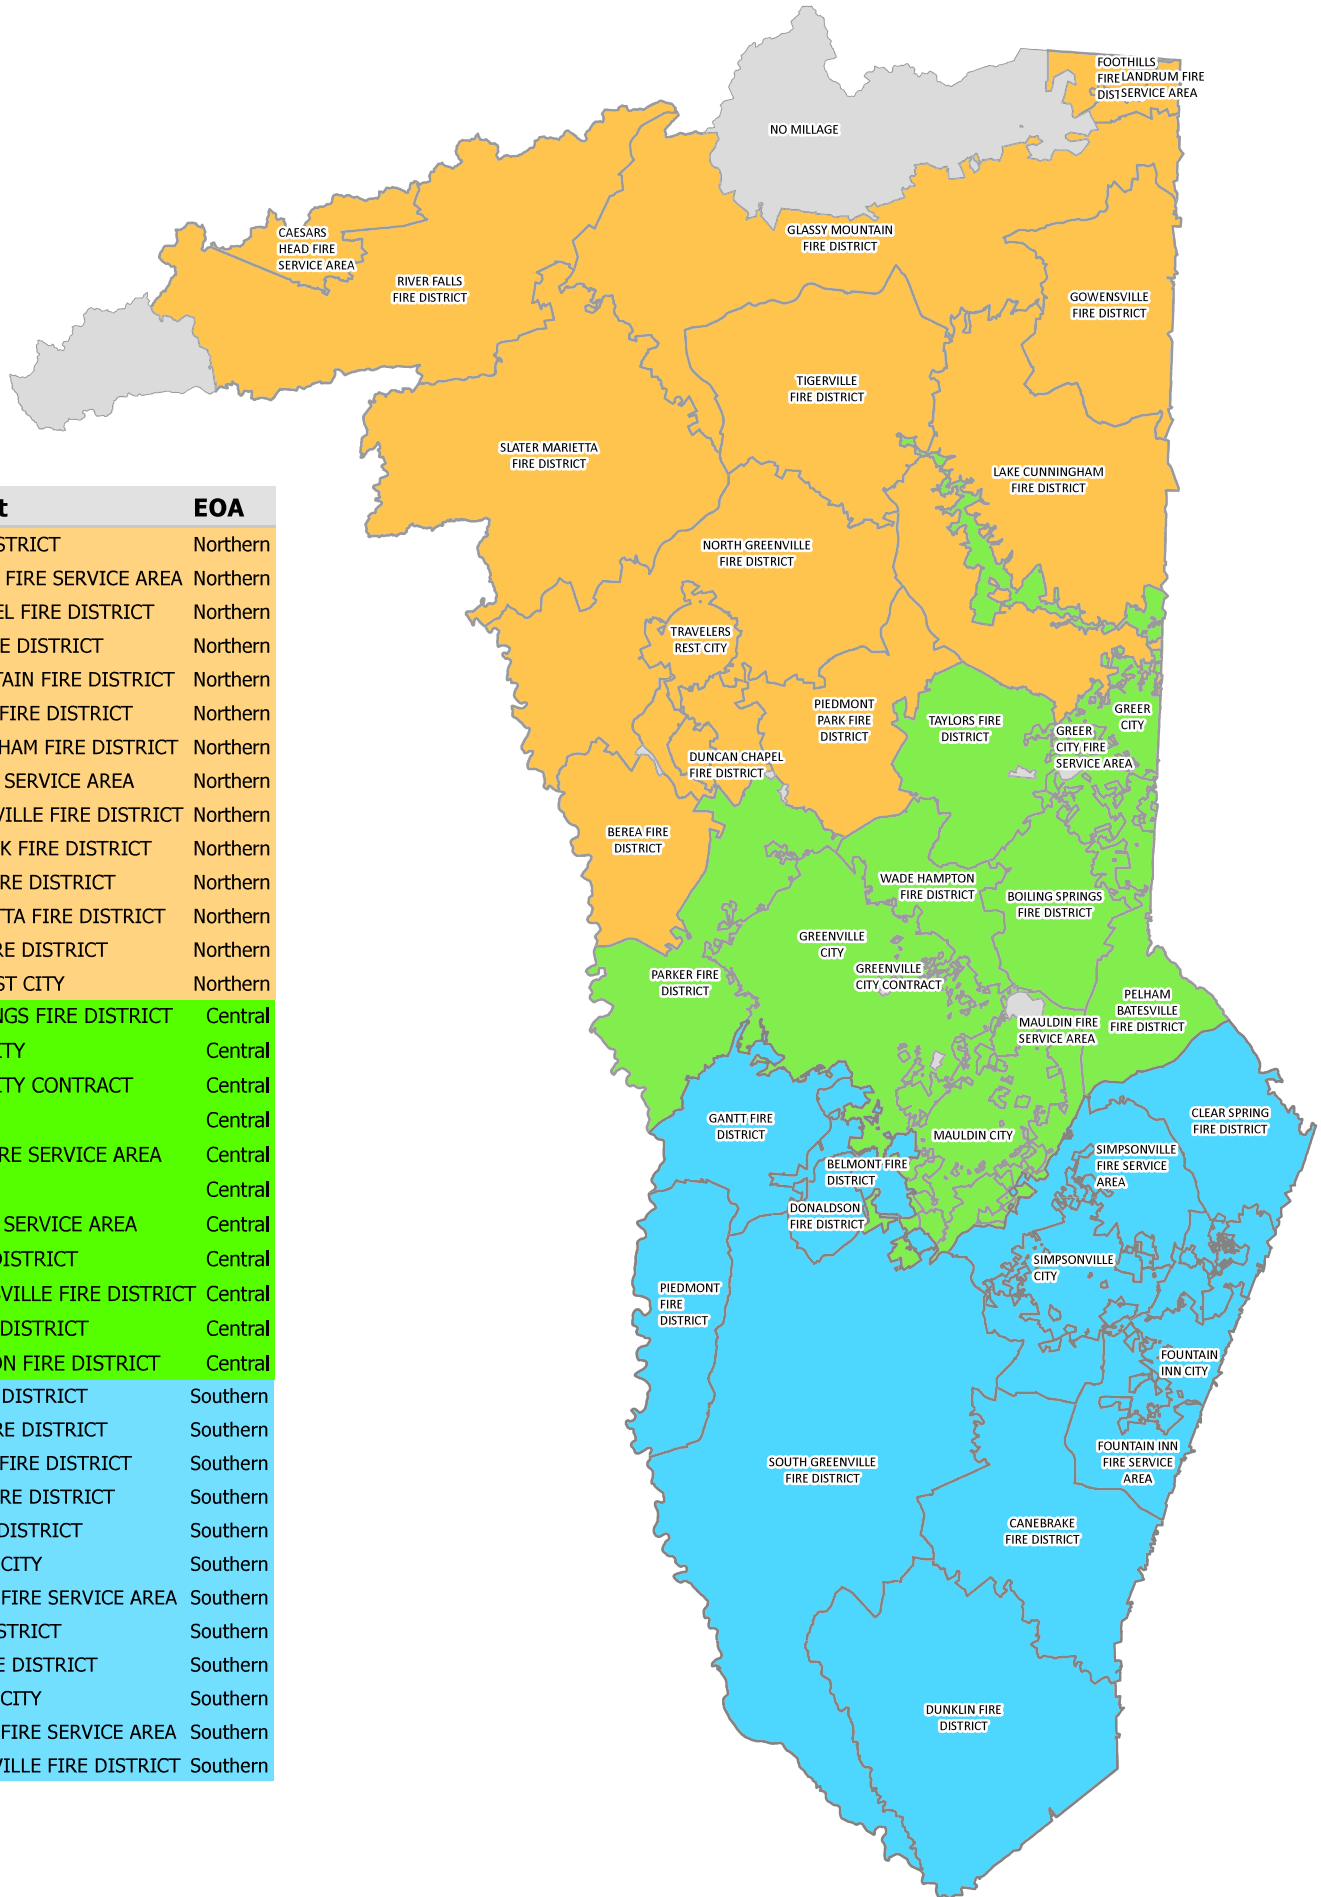 FOOTHILLS
FIRE
DIST
LANDRUM FIRE
SERVICE AREA
NO MILLAGE
CAESARS
HEAD FIRE
SERVICE AREA
GLASSY MOUNTAIN
FIRE DISTRICT
RIVER FALLS
FIRE DISTRICT
GOWENSVILLE
FIRE DISTRICT
TIGERVILLE
FIRE DISTRICT
SLATER MARIETTA
FIRE DISTRICT
LAKE CUNNINGHAM
FIRE DISTRICT
NORTH GREENVILLE
FIRE DISTRICT
TRAVELERS
REST CITY
PIEDMONT
PARK FIRE
DISTRICT
TAYLORS FIRE
DISTRICT
GREER
CITY
GREER
CITY FIRE
SERVICE AREA
DUNCAN CHAPEL
FIRE DISTRICT
BEREA FIRE
DISTRICT
WADE HAMPTON
FIRE DISTRICT
BOILING SPRINGS
FIRE DISTRICT
GREENVILLE
CITY
GREENVILLE
CITY CONTRACT
PARKER FIRE
DISTRICT
PELHAM
BATESVILLE
FIRE DISTRICT
MAULDIN FIRE
SERVICE AREA
GANTT FIRE
DISTRICT
MAULDIN CITY
CLEAR SPRING
FIRE DISTRICT
SIMPSONVILLE
FIRE SERVICE
AREA
BELMONT FIRE
DISTRICT
DONALDSON
FIRE DISTRICT
SIMPSONVILLE
CITY
PIEDMONT
FIRE
DISTRICT
FOUNTAIN
INN CITY
FOUNTAIN INN
FIRE SERVICE
AREA
SOUTH GREENVILLE
FIRE DISTRICT
CANEBRAKE
FIRE DISTRICT
DUNKLIN FIRE
DISTRICT
t EOA
STRICT Northern
FIRE SERVICE AREA Northern
EL FIRE DISTRICT Northern
E DISTRICT Northern
TAIN FIRE DISTRICT Northern
FIRE DISTRICT Northern
HAM FIRE DISTRICT Northern
SERVICE AREA Northern
VILLE FIRE DISTRICT Northern
K FIRE DISTRICT Northern
RE DISTRICT Northern
TTA FIRE DISTRICT Northern
RE DISTRICT Northern
ST CITY Northern
NGS FIRE DISTRICT Central
CITY Central
CITY CONTRACT Central
Central
RE SERVICE AREA Central
Central
SERVICE AREA Central
DISTRICT Central
SVILLE FIRE DISTRICT Central
DISTRICT Central
ON FIRE DISTRICT Central
DISTRICT Southern
RE DISTRICT Southern
FIRE DISTRICT Southern
RE DISTRICT Southern
DISTRICT Southern
CITY Southern
FIRE SERVICE AREA Southern
STRICT Southern
E DISTRICT Southern
CITY Southern
FIRE SERVICE AREA Southern
VILLE FIRE DISTRICT Southern